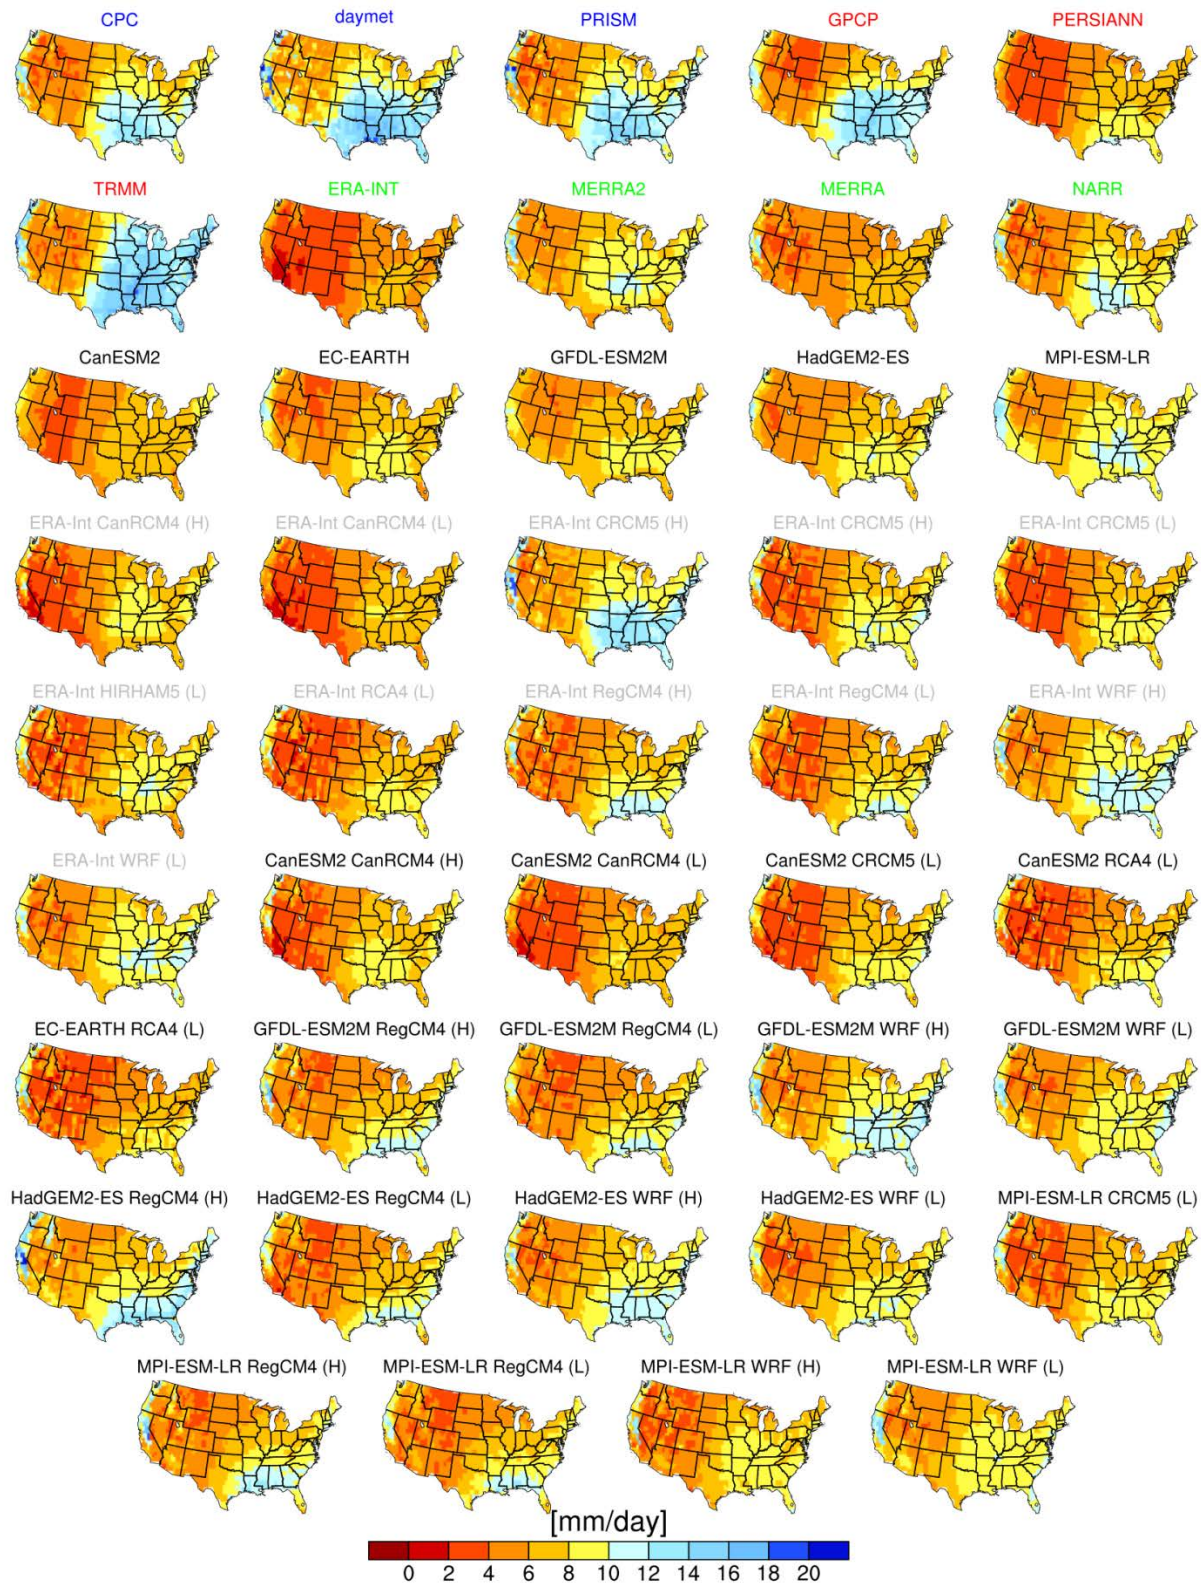 CPC daymet PRISM GPCP PERSIANN
TRMM ERA-INT MERRA2 MERRA NARR
CanESM2 EC-EARTH GFDL-ESM2M HadGEM2-ES MPI-ESM-LR
ERA-Int CanRCM4 (H) ERA-Int CanRCM4 (L) ERA-Int CRCM5 (H) ERA-Int CRCM5 (H) ERA-Int CRCM5 (L)
ERA-Int HIRHAM5 (L) ERA-Int RCA4 (L) ERA-Int RegCM4 (H) ERA-Int RegCM4 (L) ERA-Int WRF (H)
ERA-Int WRF (L) CanESM2 CanRCM4 (H) CanESM2 CanRCM4 (L) CanESM2 CRCM5 (L) CanESM2 RCA4 (L)
EC-EARTH RCA4 (L) GFDL-ESM2M RegCM4 (H) GFDL-ESM2M RegCM4 (L) GFDL-ESM2M WRF (H) GFDL-ESM2M WRF (L)
HadGEM2-ES RegCM4 (H) HadGEM2-ES RegCM4 (L) HadGEM2-ES WRF (H) HadGEM2-ES WRF (L) MPI-ESM-LR CRCM5 (L)
MPI-ESM-LR RegCM4 (H) MPI-ESM-LR RegCM4 (L) MPI-ESM-LR WRF (H) MPI-ESM-LR WRF (L)
[mm/day]
0 2 4 6 8 10 12 14 16 18 20